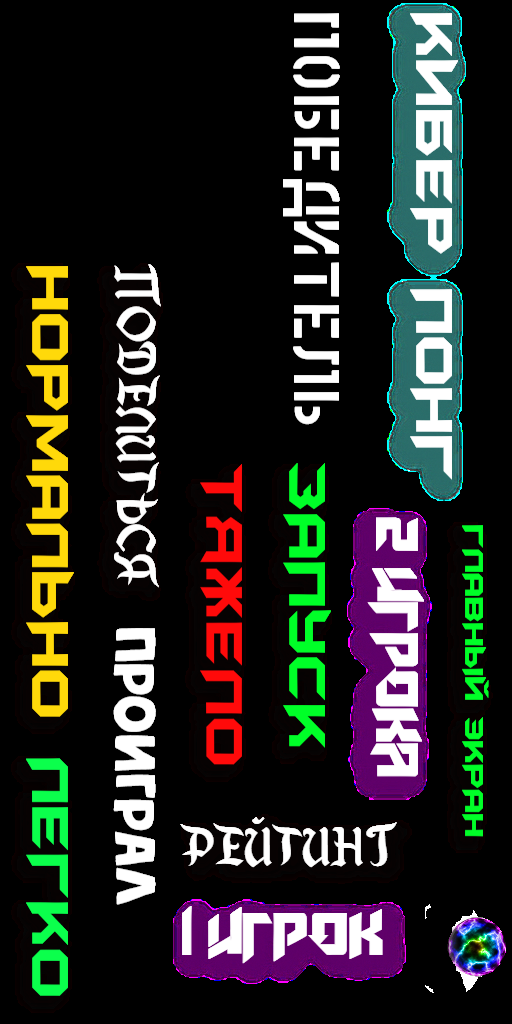 КИБЕР ПОНГ
ПОБЕДИТЕЛЬ
НОРМАЛЬНО
ПОДЕЛИТЬСЯ
ТЯЖЕЛО
ЗАПУСК
2 ИГРОКА
ГЛАВНЫЙ ЭКРАН
ПРОИГРАЛ
ЛЕГКО
РЕЙТИНГ
1 ИГРОК